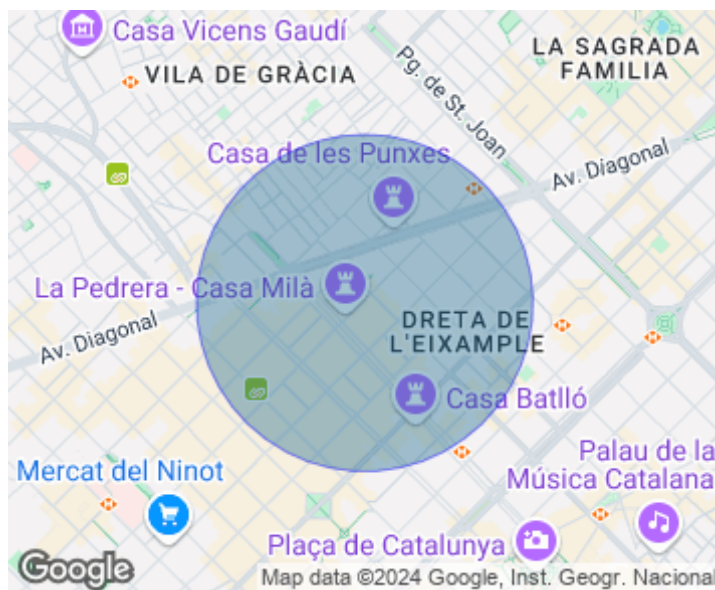 Casa Vicens Gaudí
VILA DE GRÀCIA
LA SAGRADA
FAMILIA
Pg. de St. Joan
Av. Diagonal
Casa de les Punxes
La Pedrera - Casa Milà
DRETA DE
L'EIXAMPLE
Av. Diagonal
Casa Batlló
Mercat del Ninot
Palau de la
Música Catalana
Plaça de Catalunya
Google
Map data ©2024 Google, Inst. Geogr. Nacional